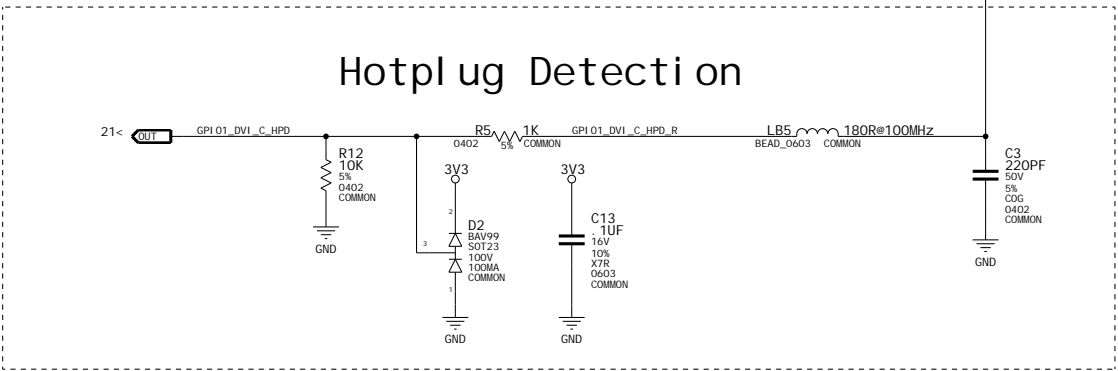 Hotplug Detection
21<
OUT
GPIO1_DVI_C_HPD
R5
1K
0402
5%
COMMON
GPIO1_DVI_C_HPD_R
LB5
180R@100MHz
BEAD_0603
COMMON
R12
10K
5%
0402
COMMON
GND
3V3
2
3
1
D2
BAV99
SOT23
100V
100MA
COMMON
GND
3V3
C13
.1UF
16V
10%
X7R
0603
COMMON
GND
C3
220PF
50V
5%
COG
0402
COMMON
GND